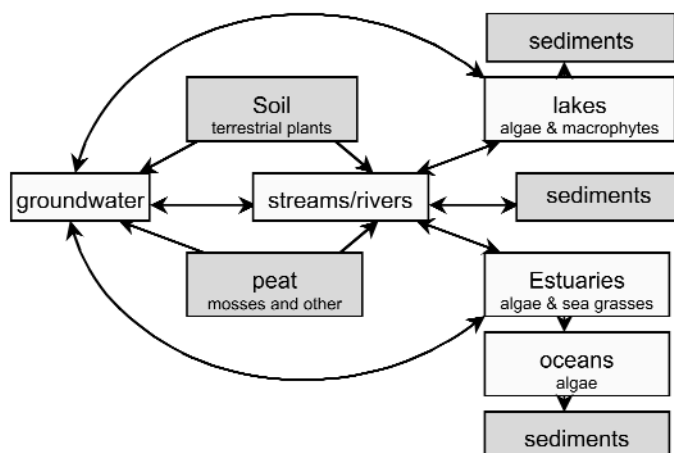 sediments
Soil
terrestrial plants
lakes
algae & macrophytes
groundwater
streams/rivers
sediments
peat
mosses and other
Estuaries
algae & sea grasses
oceans
algae
sediments